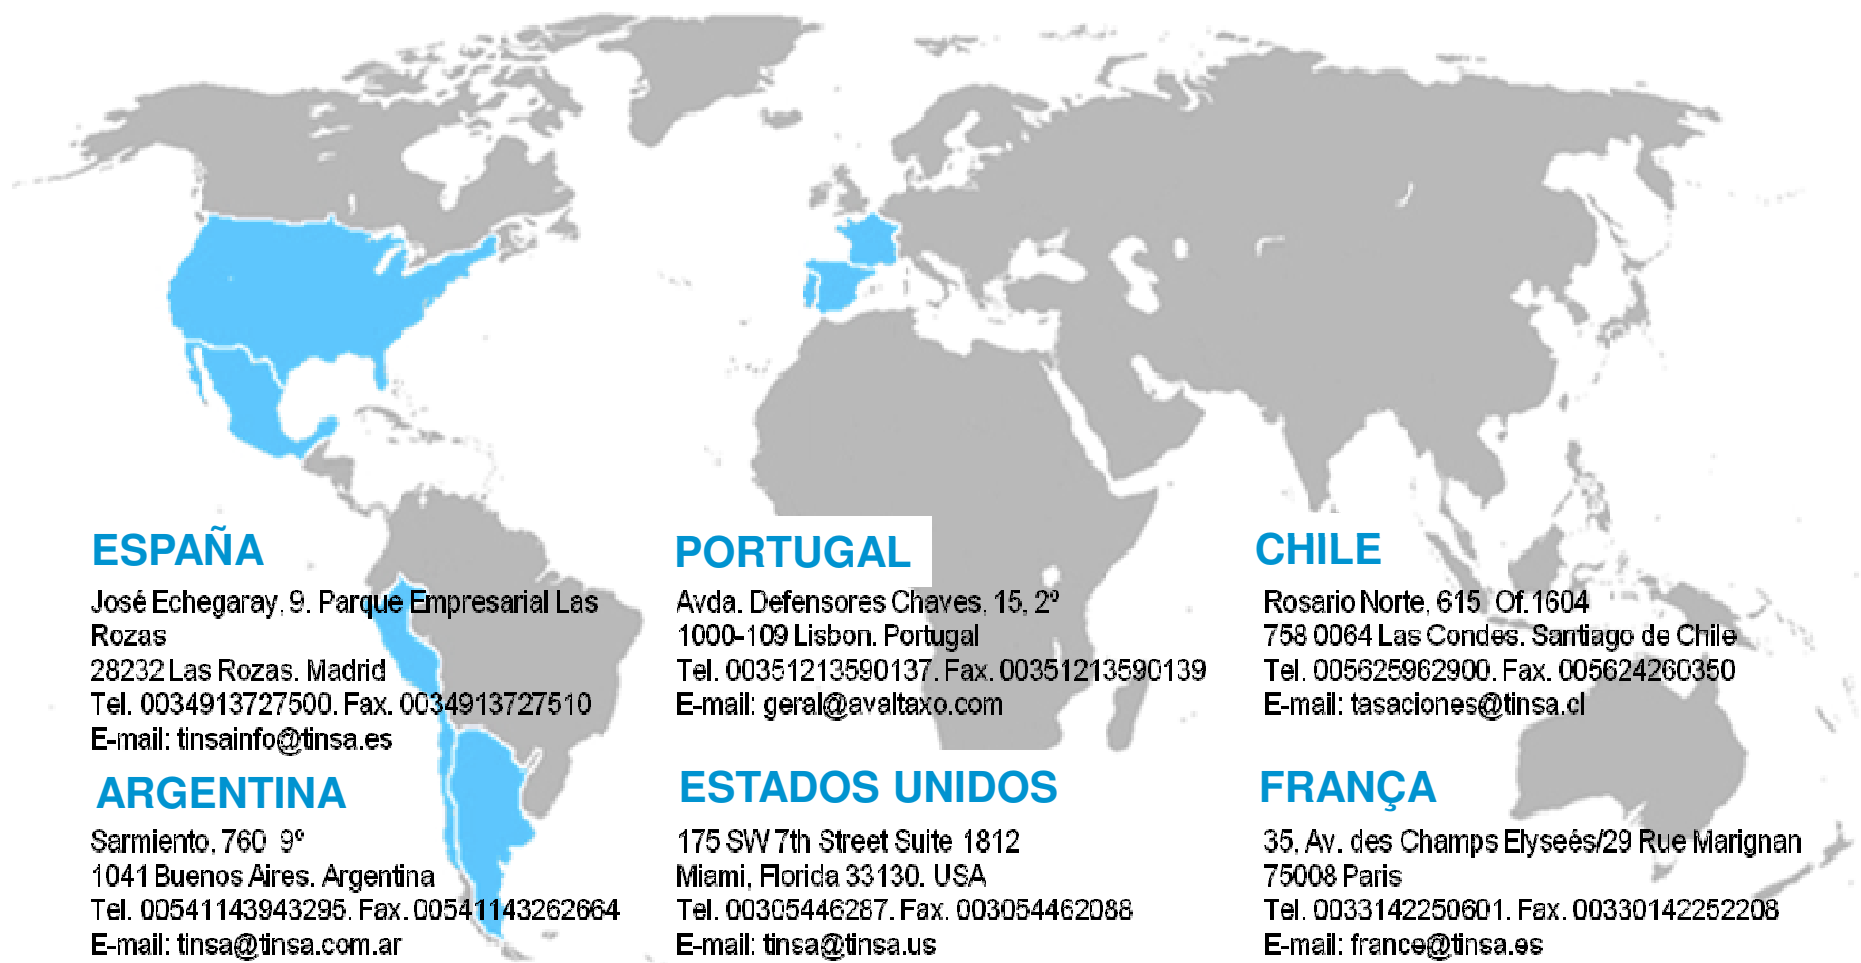 ESPAÑA
José Echegaray, 9. Parque Empresarial Las
Rozas
28232 Las Rozas. Madrid
Tel. 0034913727500. Fax. 0034913727510
E-mail: tinsainfo@tinsa.es
PORTUGAL
Avda. Defensores Chaves, 15, 2º
1000-109 Lisbon. Portugal
Tel. 00351213590137. Fax. 00351213590139
E-mail: geral@avaltaxo.com
CHILE
Rosario Norte, 615 Of.1604
758 0064 Las Condes. Santiago de Chile
Tel. 005625962900. Fax. 005624260350
E-mail: tasaciones@tinsa.cl
ARGENTINA
Sarmiento, 760 9º
1041 Buenos Aires. Argentina
Tel. 00541143943295. Fax. 00541143262664
E-mail: tinsa@tinsa.com.ar
ESTADOS UNIDOS
175 SW 7th Street Suite 1812
Miami, Florida 33130. USA
Tel. 00305446287. Fax. 003054462088
E-mail: tinsa@tinsa.us
FRANÇA
35, Av. des Champs Elyseés/29 Rue Marignan
75008 Paris
Tel. 0033142250601. Fax. 00330142252208
E-mail: france@tinsa.es